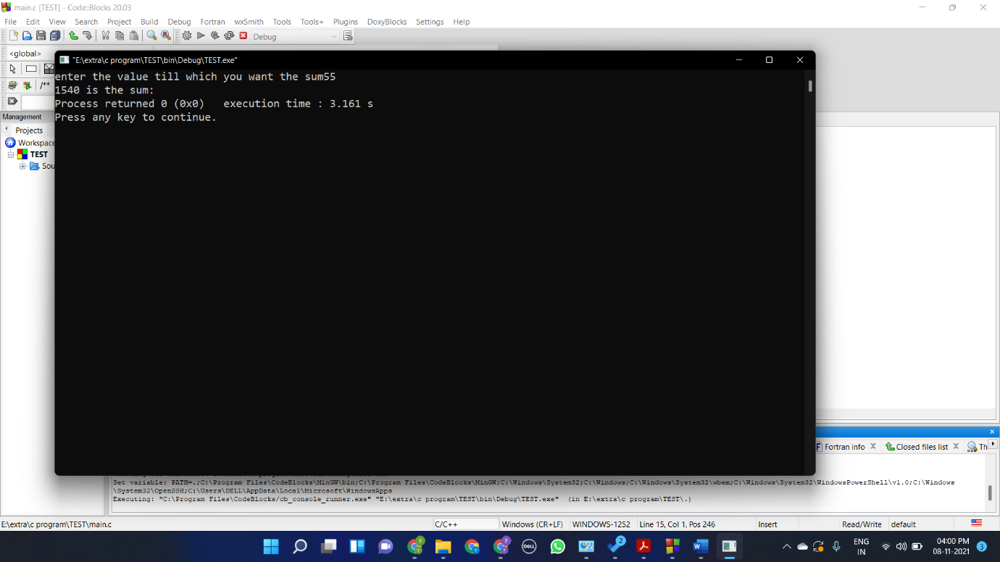 main.c [TEST] - Code::Blocks 20.03
File Edit View Search Project Build Debug Fortran wxSmith Tools Tools+ Plugins DoxyBlocks Settings Help
Debug
<global>
"E:\extra\c program\TEST\bin\Debug\TEST.exe"
/**
enter the value till which you want the sum55
1540 is the sum:
Process returned 0 (0x0)   execution time : 3.161 s
Press any key to continue.
Management
Projects
Workspace
TEST
Sou
Fortran info Closed files list Th
Set variable: PATH=.;C:\Program Files\CodeBlocks\MinGW\bin;C:\Program Files\CodeBlocks\MinGW;C:\Windows\System32;C:\Windows;C:\Windows\System32\wbem;C:\Windows\System32\WindowsPowerShell\v1.0;C:\Windows
\System32\OpenSSH;C:\Users\DELL\AppData\Local\Microsoft\WindowsApps
Executing: "C:\Program Files\CodeBlocks/cb_console_runner.exe" "E:\extra\c program\TEST\bin\Debug\TEST.exe"  (in E:\extra\c program\TEST\.)
E:\extra\c program\TEST\main.c C/C++ Windows (CR+LF) WINDOWS-1252 Line 15, Col 1, Pos 246 Insert Read/Write default
DELL 2 ENG IN 04:00 PM 08-11-2021 3